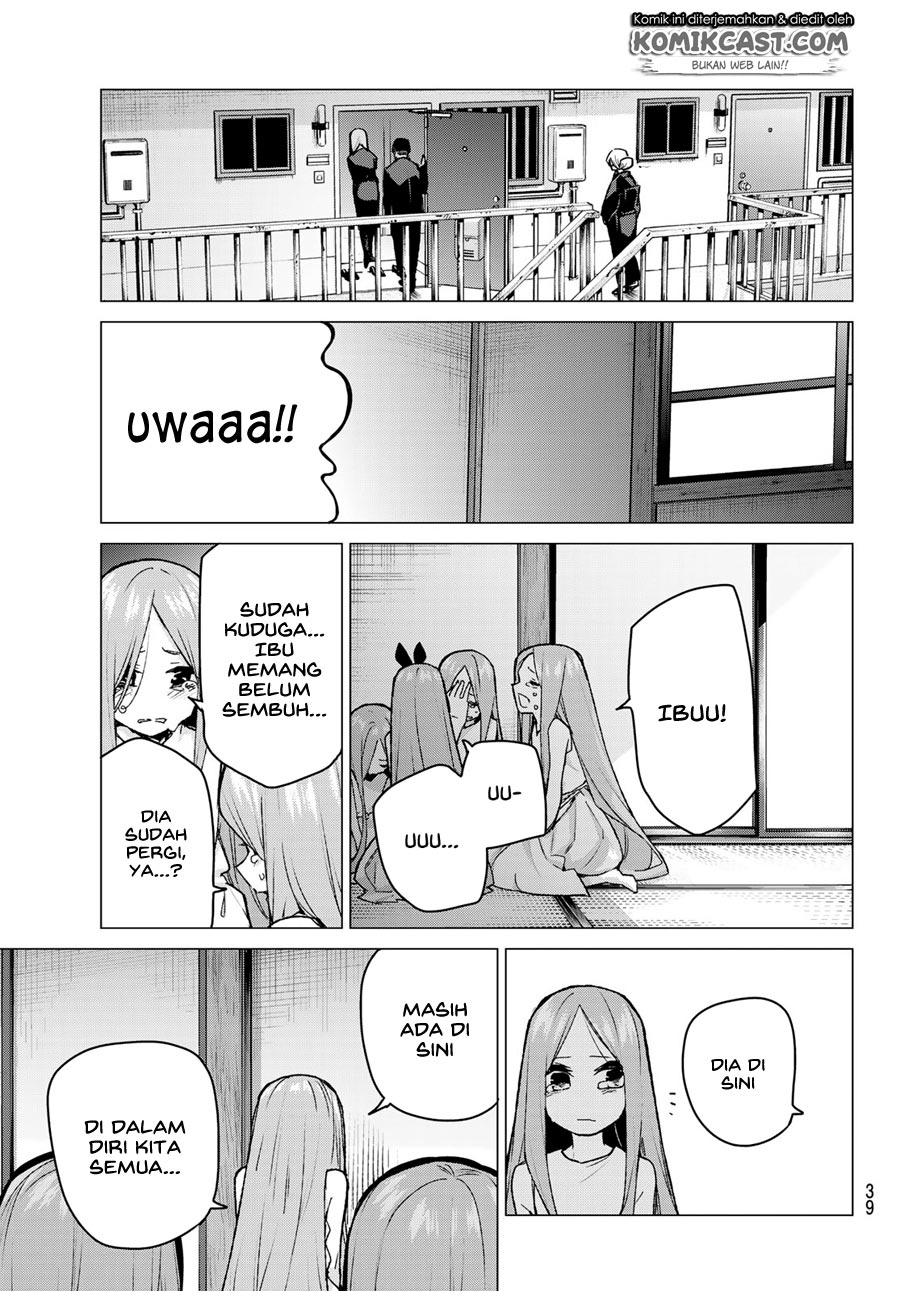 Komik ini diterjemahkan & diedit oleh
KOMIKCAST.COM
BUKAN WEB LAIN!!
UWAAA!!
IBUU!
UU-
UUU...
SUDAH
KUDUGA...
IBU
MEMANG
BELUM
SEMBUH...
DIA
SUDAH
PERGI,
YA...?
DIA DI
SINI
MASIH
ADA DI
SINI
DI DALAM
DIRI KITA
SEMUA...
39